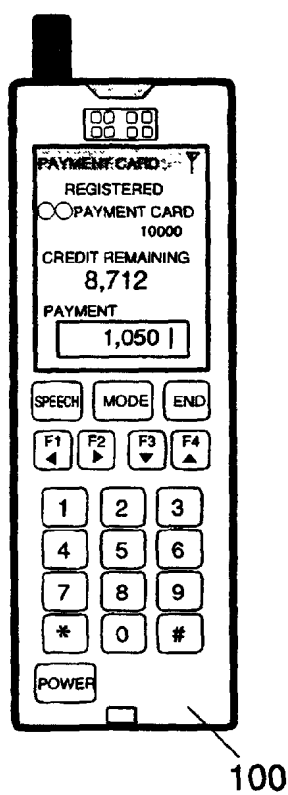 PAYMENT CARD
REGISTERED
○○PAYMENT CARD
10000
CREDIT REMAINING
8,712
PAYMENT
1,050 |
SPEECH MODE END
F1 F2 F3 F4
◀ ▶ ▼ ▲
1 2 3
4 5 6
7 8 9
* 0 #
POWER
100